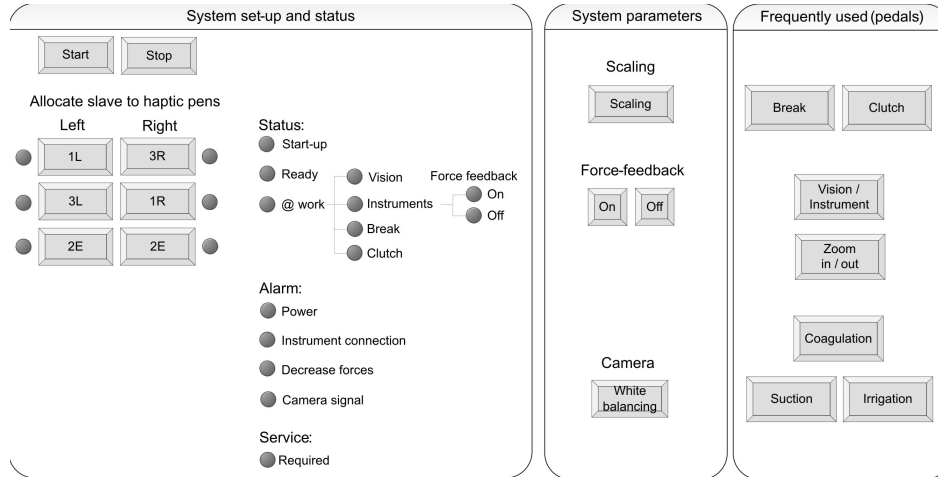 System set-up and status
Start
Stop
Allocate slave to haptic pens
Left
Right
1L
3R
3L
1R
2E
2E
Status:
Start-up
Ready
@ work
Vision
Instruments
Break
Clutch
Force feedback
On
Off
Alarm:
Power
Instrument connection
Decrease forces
Camera signal
Service:
Required
System parameters
Scaling
Scaling
Force-feedback
On
Off
Camera
White
balancing
Frequently used (pedals)
Break
Clutch
Vision /
Instrument
Zoom
in / out
Coagulation
Suction
Irrigation